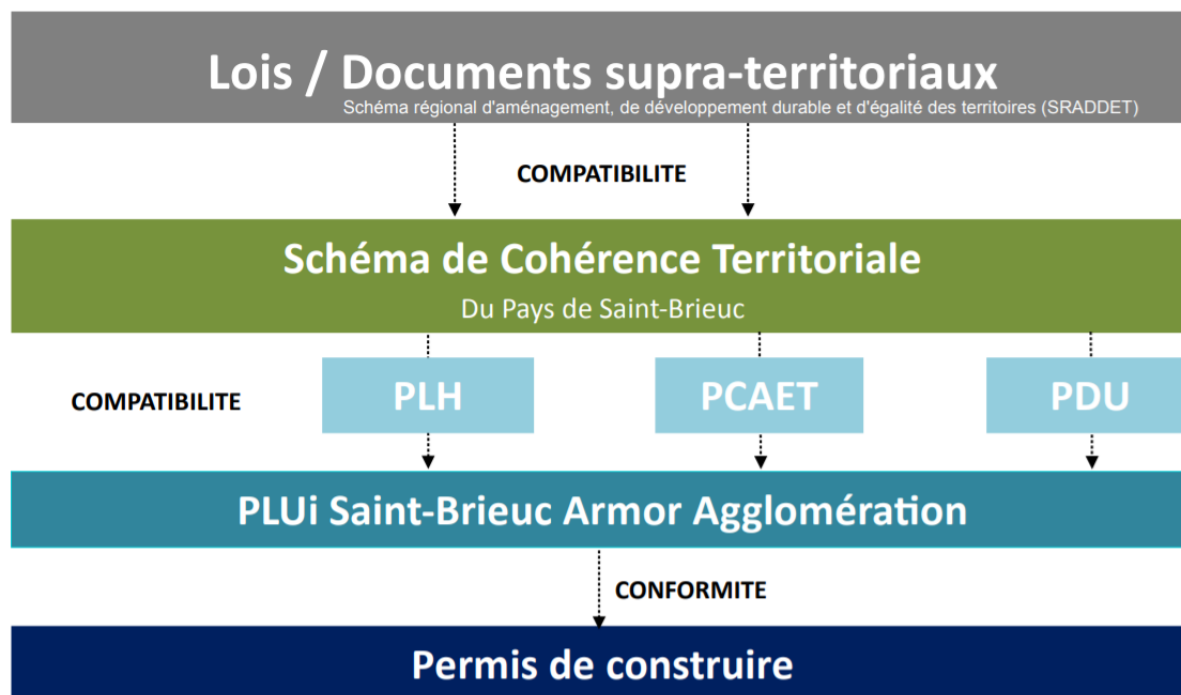 Lois / Documents supra-territoriaux
Schéma régional d'aménagement, de développement durable et d'égalité des territoires (SRADDET)
COMPATIBILITE
Schéma de Cohérence Territoriale
Du Pays de Saint-Brieuc
COMPATIBILITE
PLH
PCAET
PDU
PLUi Saint-Brieuc Armor Agglomération
CONFORMITE
Permis de construire